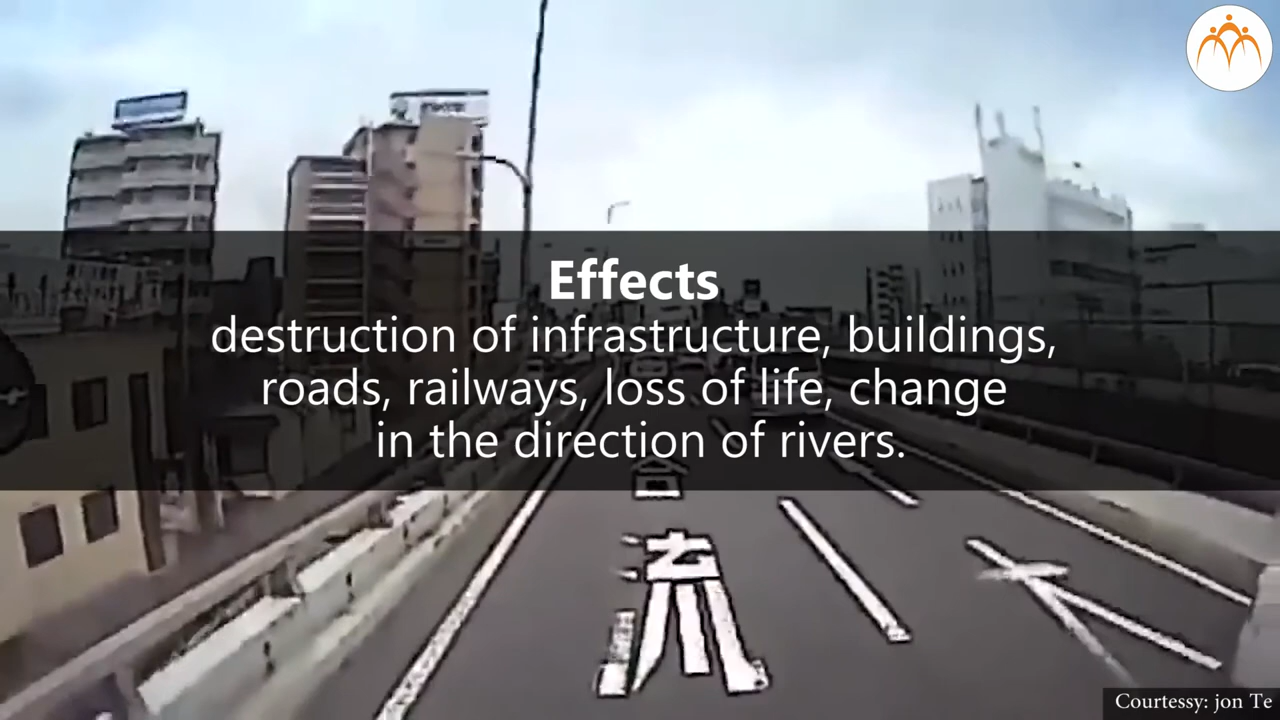 Effects
destruction of infrastructure, buildings,
roads, railways, loss of life, change
in the direction of rivers.
流
Courtessy: jon Te